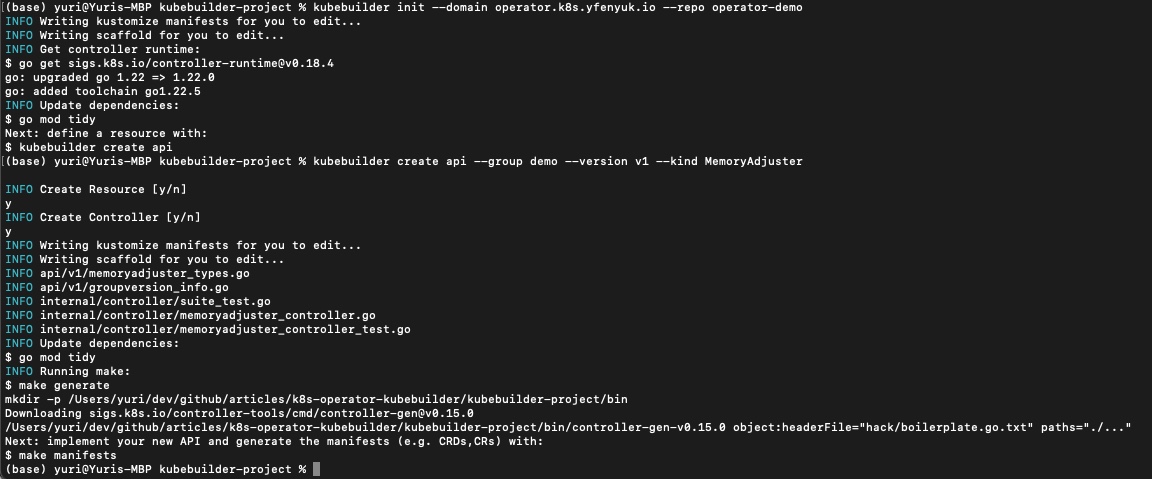 [(base) yuri@Yuris-MBP kubebuilder-project % kubebuilder init --domain operator.k8s.yfenyuk.io --repo operator-demo
INFO Writing kustomize manifests for you to edit...
INFO Writing scaffold for you to edit...
INFO Get controller runtime:
$ go get sigs.k8s.io/controller-runtime@v0.18.4
go: upgraded go 1.22 => 1.22.0
go: added toolchain go1.22.5
INFO Update dependencies:
$ go mod tidy
Next: define a resource with:
$ kubebuilder create api
[(base) yuri@Yuris-MBP kubebuilder-project % kubebuilder create api --group demo --version v1 --kind MemoryAdjuster
INFO Create Resource [y/n]
y
INFO Create Controller [y/n]
y
INFO Writing kustomize manifests for you to edit...
INFO Writing scaffold for you to edit...
INFO api/v1/memoryadjuster_types.go
INFO api/v1/groupversion_info.go
INFO internal/controller/suite_test.go
INFO internal/controller/memoryadjuster_controller.go
INFO internal/controller/memoryadjuster_controller_test.go
INFO Update dependencies:
$ go mod tidy
INFO Running make:
$ make generate
mkdir -p /Users/yuri/dev/github/articles/k8s-operator-kubebuilder/kubebuilder-project/bin
Downloading sigs.k8s.io/controller-tools/cmd/controller-gen@v0.15.0
/Users/yuri/dev/github/articles/k8s-operator-kubebuilder/kubebuilder-project/bin/controller-gen-v0.15.0 object:headerFile="hack/boilerplate.go.txt" paths="./..."
Next: implement your new API and generate the manifests (e.g. CRDs,CRs) with:
$ make manifests
(base) yuri@Yuris-MBP kubebuilder-project %